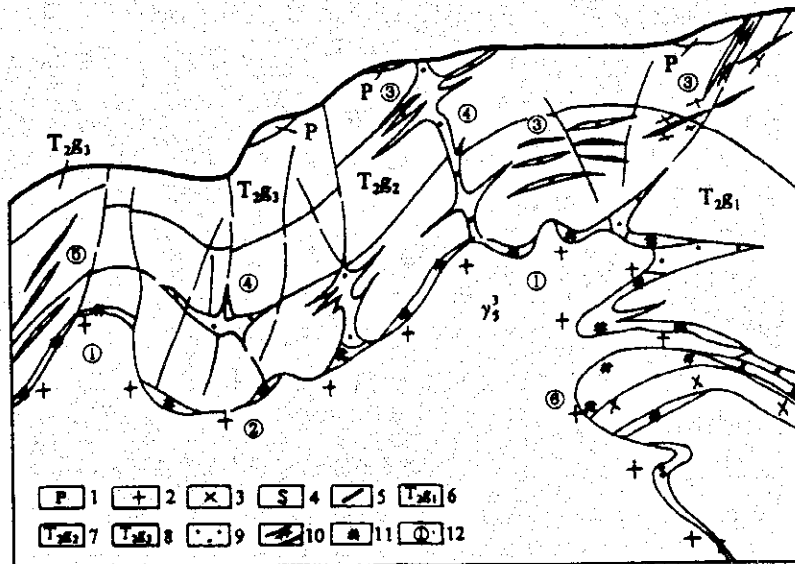 P
③
P
③
④
P
③
T₂g₃
T₂g₃
T₂g₂
T₂g₁
⑤
④
①
γ₅³
①
⑥
②
P 1 + 2 × 3 S 4 5 T₂g₁ 6
T₂g₂ 7 T₂g₃ 8 9 10 # 11 ① 12